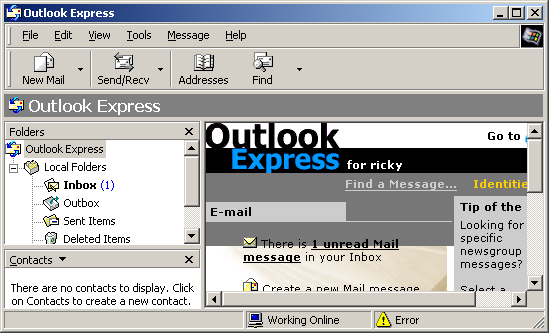 Outlook Express
File Edit View Tools Message Help
New Mail Send/Recv Addresses Find
Outlook Express
Folders
Outlook Express
Local Folders
Inbox (1)
Outbox
Sent Items
Deleted Items
Contacts
There are no contacts to display. Click
on Contacts to create a new contact.
Outlook
Go to
Express for ricky
Find a Message... Identitie
E-mail
There is 1 unread Mail
message in your Inbox
Create a new Mail message
Tip of the
Looking for
specific
newsgroup
messages?
Select a
Working Online
Error